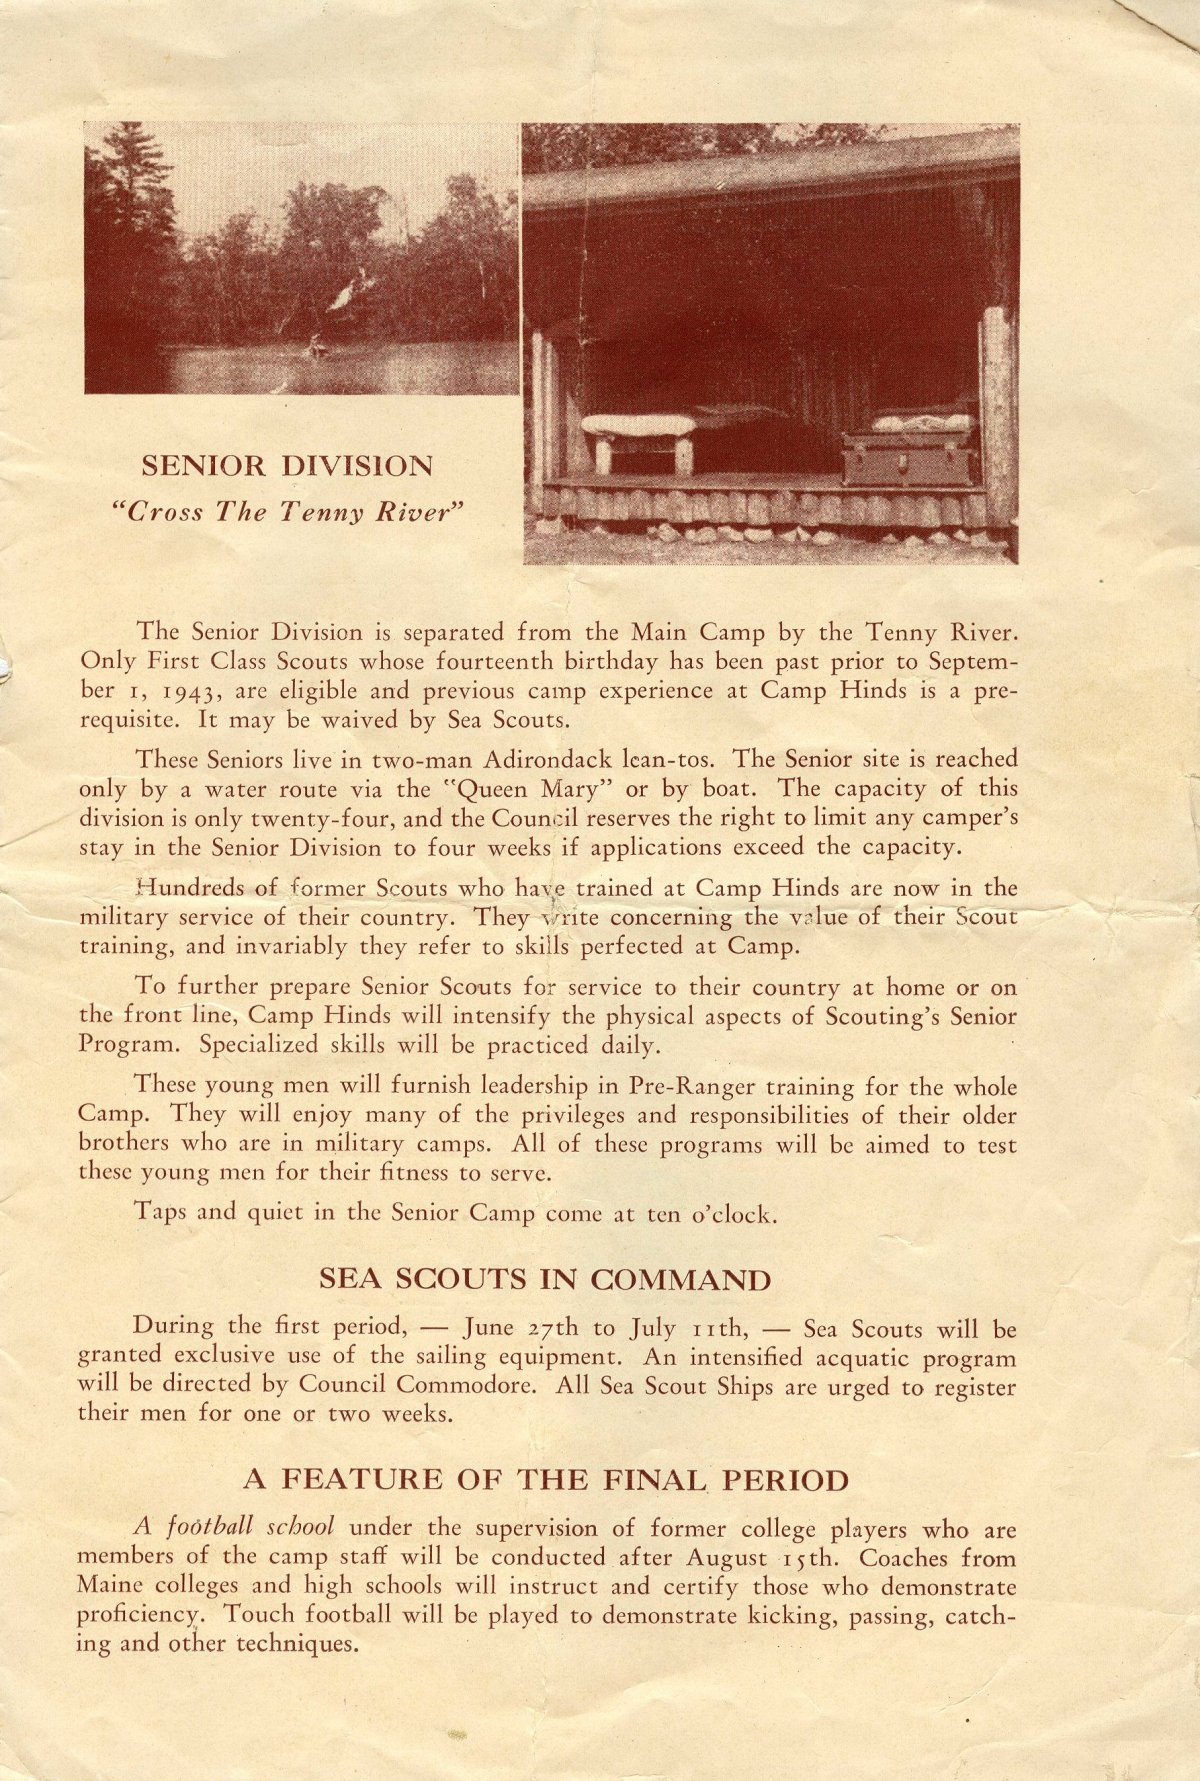 SENIOR DIVISION
“Cross The Tenny River”
The Senior Division is separated from the Main Camp by the Tenny River.
Only First Class Scouts whose fourteenth birthday has been past prior to Septem-
ber 1, 1943, are eligible and previous camp experience at Camp Hinds is a pre-
requisite. It may be waived by Sea Scouts.
These Seniors live in two-man Adirondack lean-tos. The Senior site is reached
only by a water route via the “Queen Mary” or by boat. The capacity of this
division is only twenty-four, and the Council reserves the right to limit any camper’s
stay in the Senior Division to four weeks if applications exceed the capacity.
Hundreds of former Scouts who have trained at Camp Hinds are now in the
military service of their country. They write concerning the value of their Scout
training, and invariably they refer to skills perfected at Camp.
To further prepare Senior Scouts for service to their country at home or on
the front line, Camp Hinds will intensify the physical aspects of Scouting’s Senior
Program. Specialized skills will be practiced daily.
These young men will furnish leadership in Pre-Ranger training for the whole
Camp. They will enjoy many of the privileges and responsibilities of their older
brothers who are in military camps. All of these programs will be aimed to test
these young men for their fitness to serve.
Taps and quiet in the Senior Camp come at ten o’clock.
SEA SCOUTS IN COMMAND
During the first period, — June 27th to July 11th, — Sea Scouts will be
granted exclusive use of the sailing equipment. An intensified acquatic program
will be directed by Council Commodore. All Sea Scout Ships are urged to register
their men for one or two weeks.
A FEATURE OF THE FINAL PERIOD
A football school under the supervision of former college players who are
members of the camp staff will be conducted after August 15th. Coaches from
Maine colleges and high schools will instruct and certify those who demonstrate
proficiency. Touch football will be played to demonstrate kicking, passing, catch-
ing and other techniques.